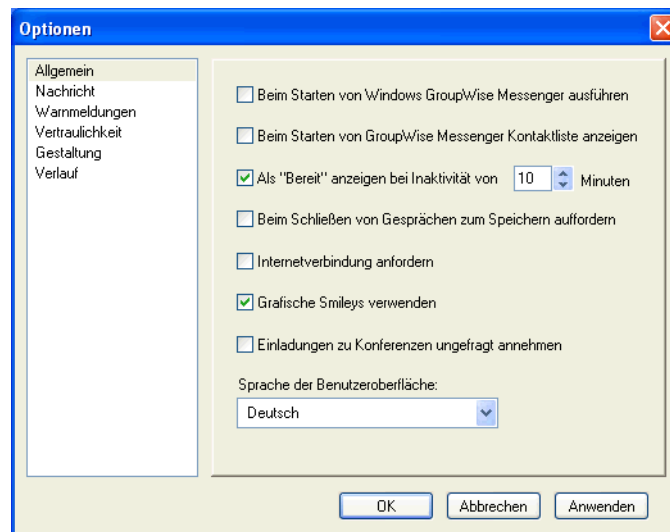 Optionen
Allgemein
Nachricht
Warnmeldungen
Vertraulichkeit
Gestaltung
Verlauf
Beim Starten von Windows GroupWise Messenger ausführen
Beim Starten von GroupWise Messenger Kontaktliste anzeigen
Als "Bereit" anzeigen bei Inaktivität von 10 Minuten
Beim Schließen von Gesprächen zum Speichern auffordern
Internetverbindung anfordern
Grafische Smileys verwenden
Einladungen zu Konferenzen ungefragt annehmen
Sprache der Benutzeroberfläche:
Deutsch
OK Abbrechen Anwenden